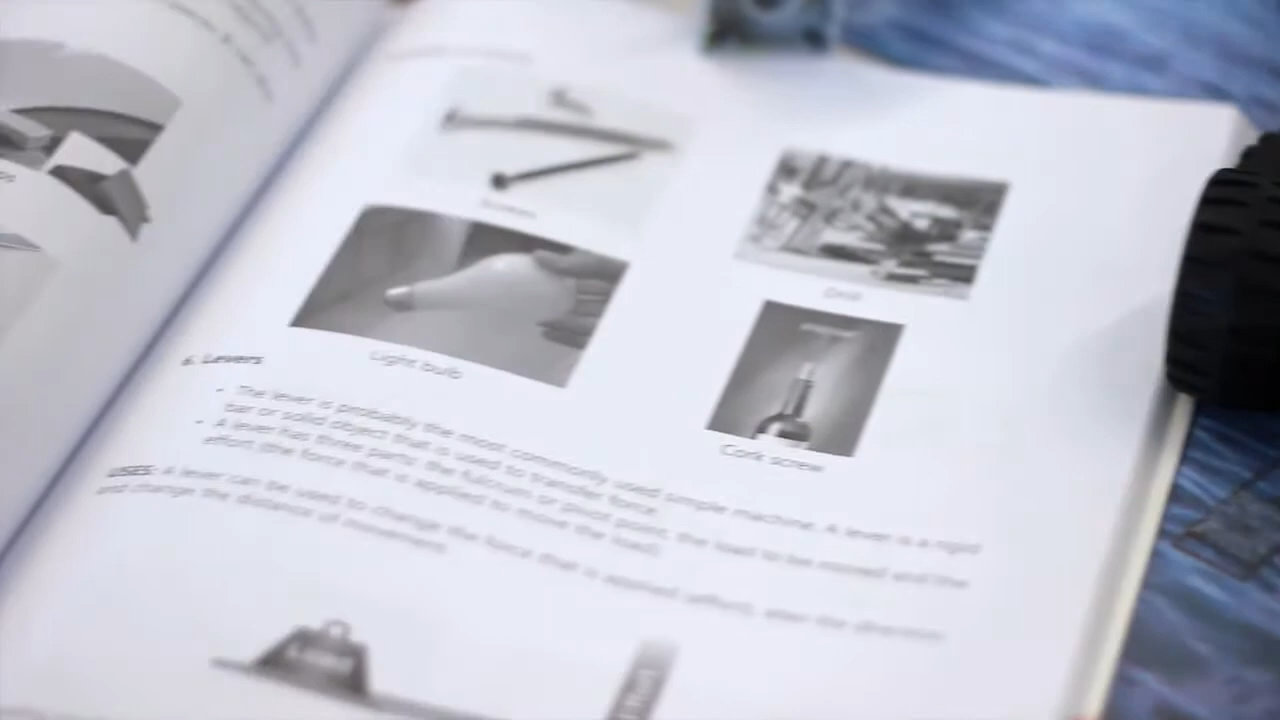 Screws
Drill
Light bulb
Cork screw
6. Levers
• The lever is probably the most commonly used simple machine. A lever is a rigid
bar or solid object that is used to transfer force.
• A lever has three parts: the fulcrum or pivot point, the load to be moved and the
effort (the force that is applied to move the load).
USES: A lever can be used to change the force that is applied (effort), alter the direction
and change the distance of movement.